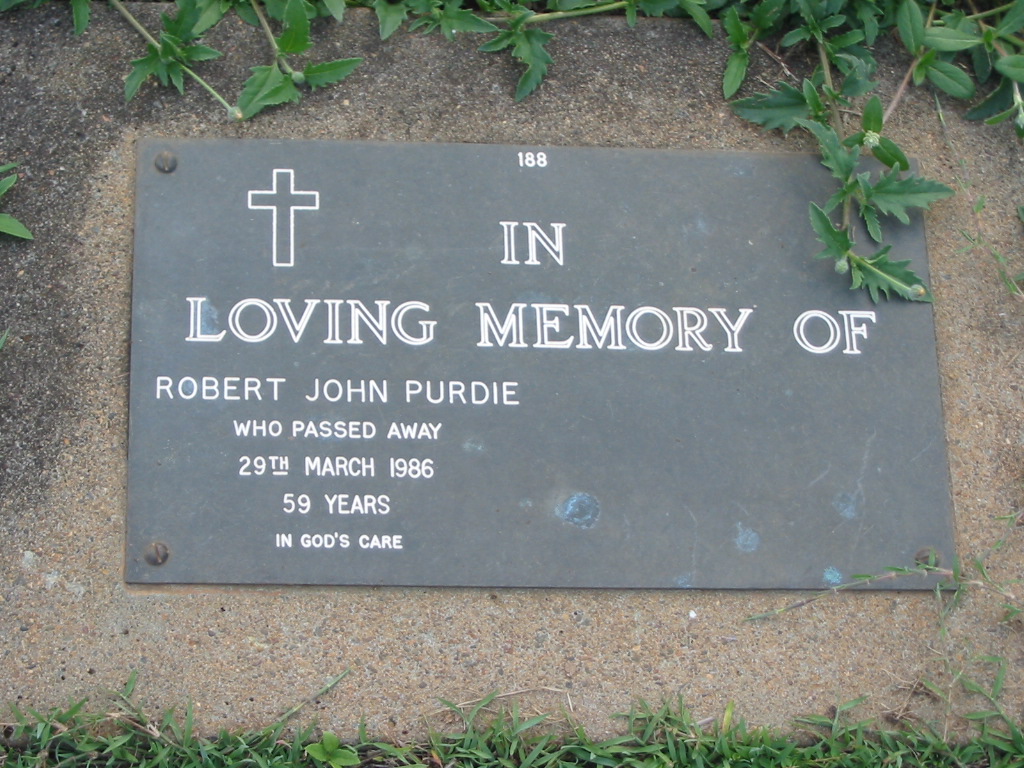 188
IN
LOVING MEMORY OF
ROBERT JOHN PURDIE
WHO PASSED AWAY
29TH MARCH 1986
59 YEARS
IN GOD'S CARE